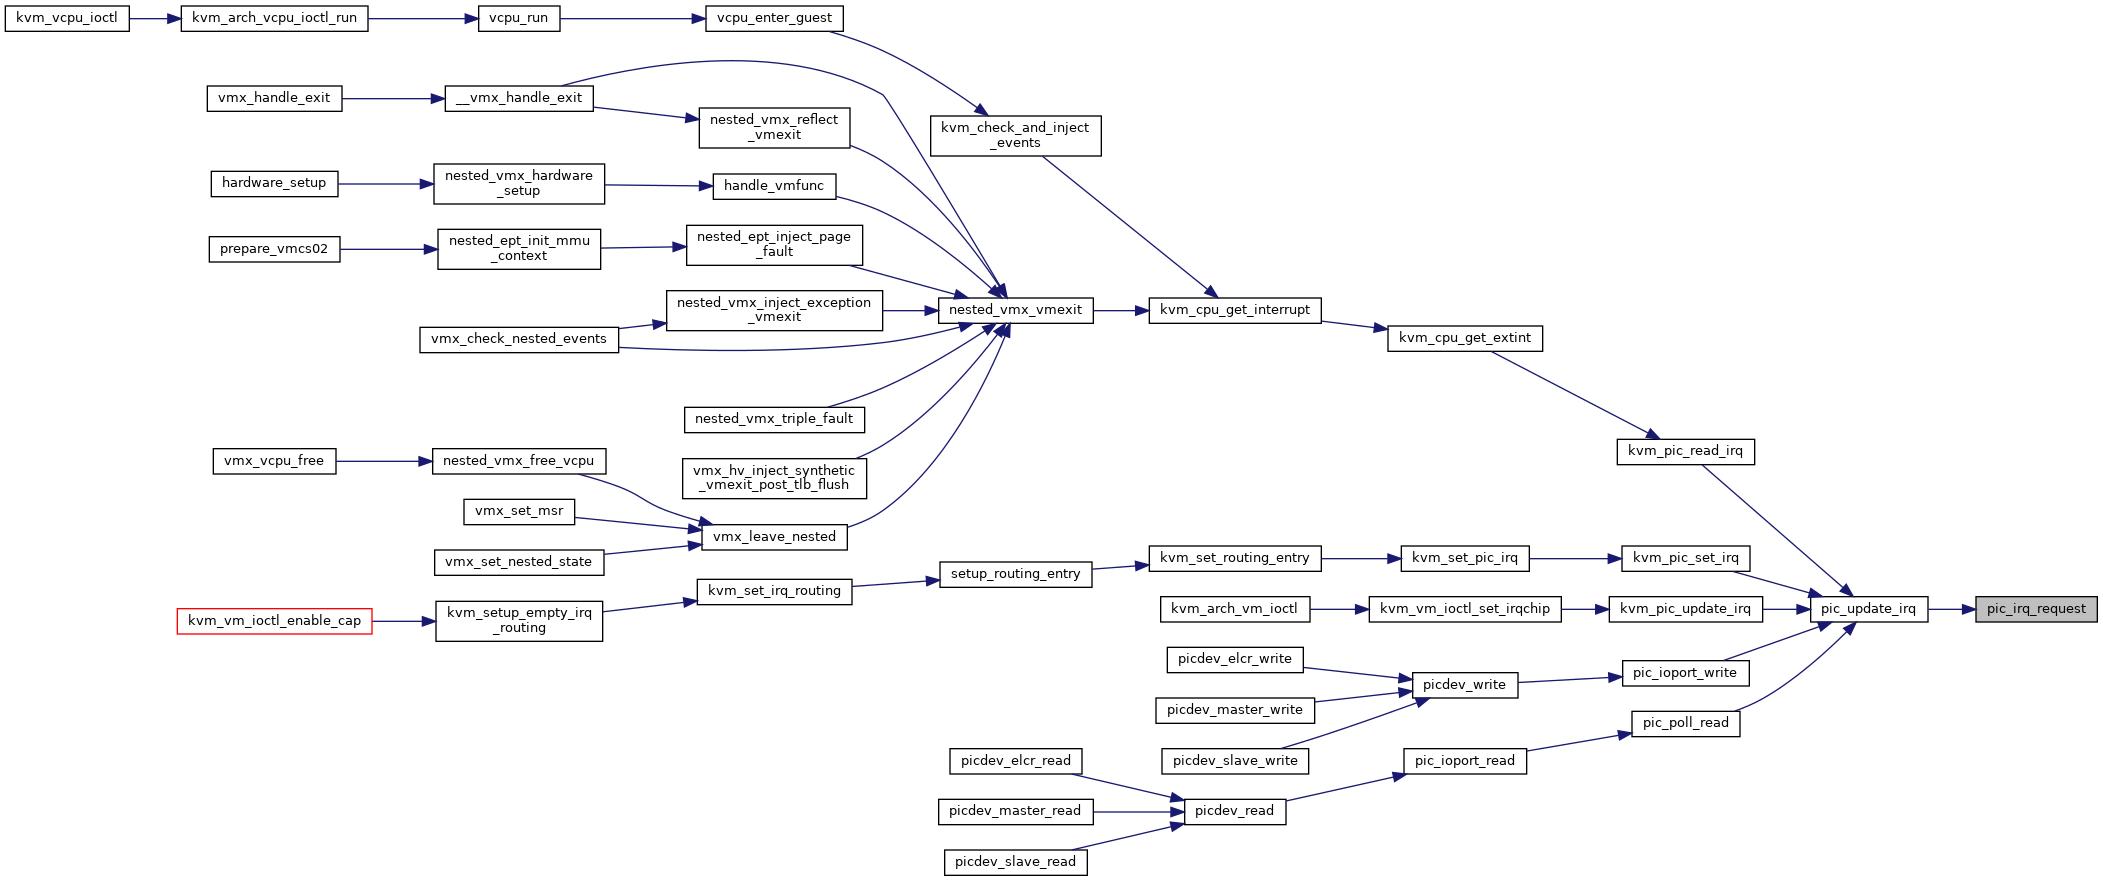 kvm_vcpu_ioctl
kvm_arch_vcpu_ioctl_run
vcpu_run
vcpu_enter_guest
vmx_handle_exit
__vmx_handle_exit
nested_vmx_reflect
_vmexit
kvm_check_and_inject
_events
hardware_setup
nested_vmx_hardware
_setup
handle_vmfunc
prepare_vmcs02
nested_ept_init_mmu
_context
nested_ept_inject_page
_fault
nested_vmx_inject_exception
_vmexit
nested_vmx_vmexit
kvm_cpu_get_interrupt
vmx_check_nested_events
kvm_cpu_get_extint
nested_vmx_triple_fault
kvm_pic_read_irq
vmx_vcpu_free
nested_vmx_free_vcpu
vmx_hv_inject_synthetic
_vmexit_post_tlb_flush
vmx_set_msr
vmx_leave_nested
vmx_set_nested_state
kvm_set_routing_entry
kvm_set_pic_irq
kvm_pic_set_irq
setup_routing_entry
kvm_set_irq_routing
kvm_vm_ioctl_enable_cap
kvm_setup_empty_irq
_routing
kvm_arch_vm_ioctl
kvm_vm_ioctl_set_irqchip
kvm_pic_update_irq
pic_update_irq
pic_irq_request
picdev_elcr_write
picdev_write
pic_ioport_write
picdev_master_write
pic_poll_read
picdev_slave_write
picdev_elcr_read
pic_ioport_read
picdev_master_read
picdev_read
picdev_slave_read